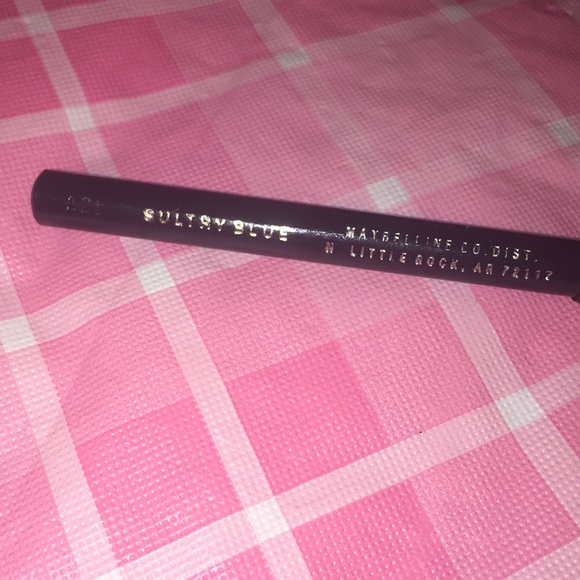 SULTRY BLUE
MAYBELLINE CO. DIST.
M LITTLE ROCK, AR 72117